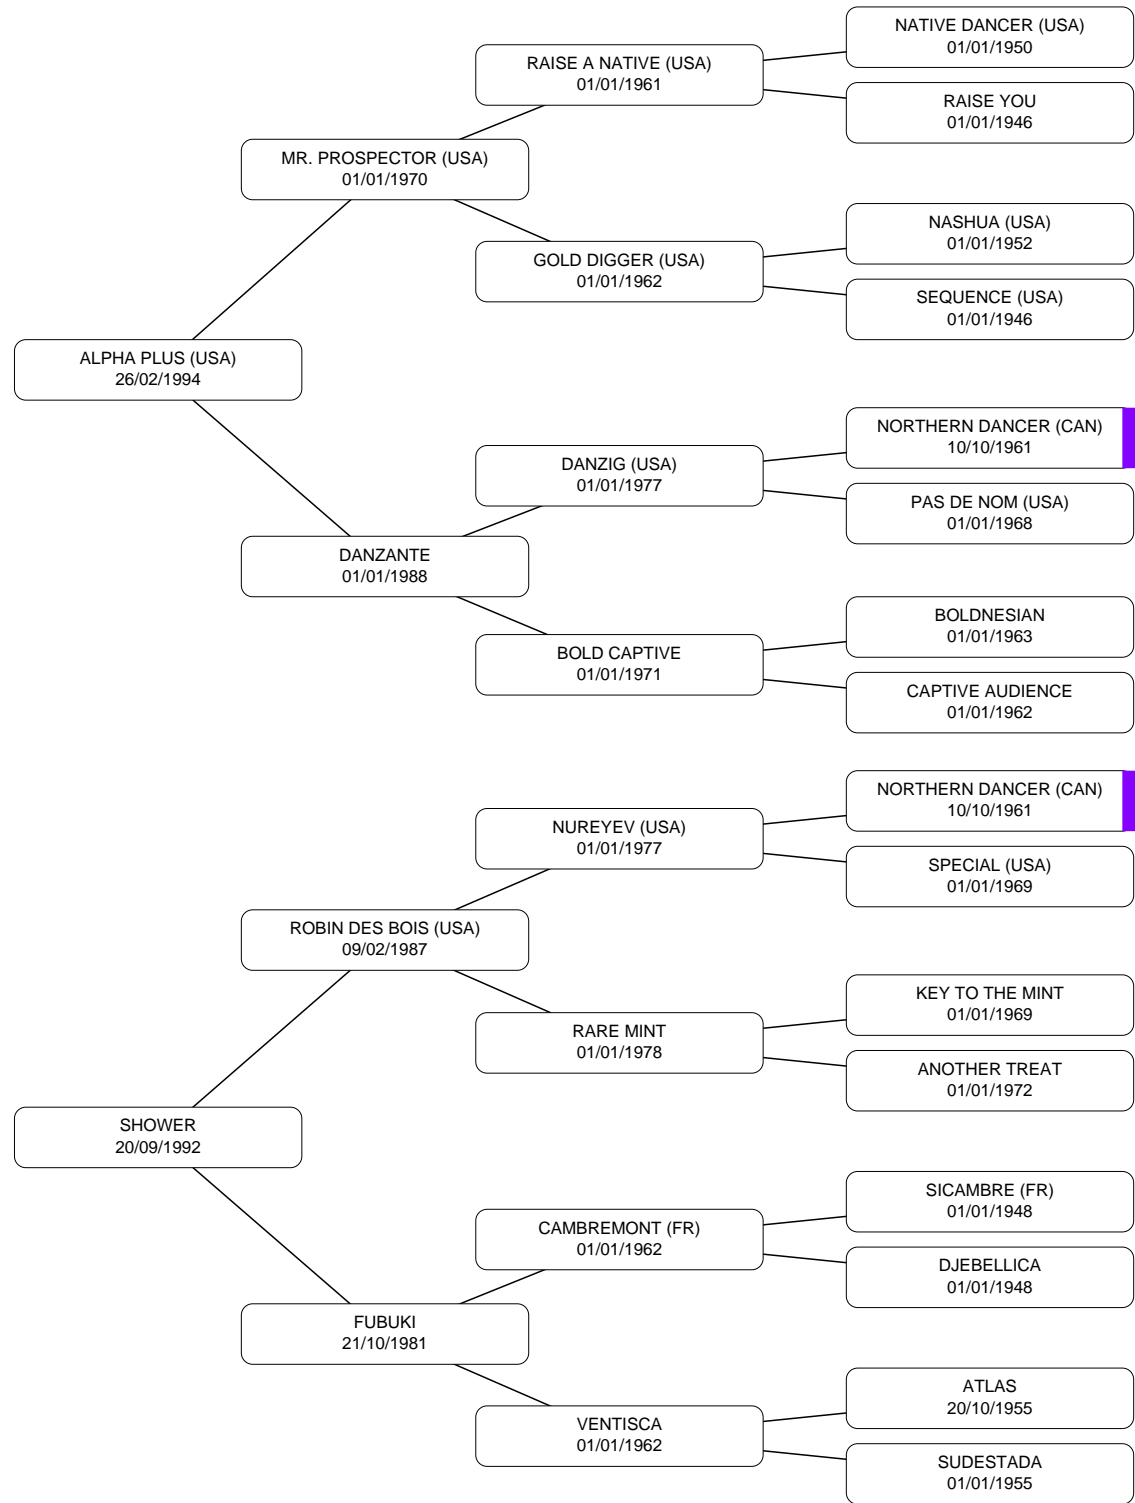 NATIVE DANCER (USA)
01/01/1950
RAISE A NATIVE (USA)
01/01/1961
RAISE YOU
01/01/1946
MR. PROSPECTOR (USA)
01/01/1970
NASHUA (USA)
01/01/1952
GOLD DIGGER (USA)
01/01/1962
SEQUENCE (USA)
01/01/1946
ALPHA PLUS (USA)
26/02/1994
NORTHERN DANCER (CAN)
10/10/1961
DANZIG (USA)
01/01/1977
PAS DE NOM (USA)
01/01/1968
DANZANTE
01/01/1988
BOLDNESIAN
01/01/1963
BOLD CAPTIVE
01/01/1971
CAPTIVE AUDIENCE
01/01/1962
NORTHERN DANCER (CAN)
10/10/1961
NUREYEV (USA)
01/01/1977
SPECIAL (USA)
01/01/1969
ROBIN DES BOIS (USA)
09/02/1987
KEY TO THE MINT
01/01/1969
RARE MINT
01/01/1978
ANOTHER TREAT
01/01/1972
SHOWER
20/09/1992
SICAMBRE (FR)
01/01/1948
CAMBREMONT (FR)
01/01/1962
DJEBELLICA
01/01/1948
FUBUKI
21/10/1981
ATLAS
20/10/1955
VENTISCA
01/01/1962
SUDESTADA
01/01/1955